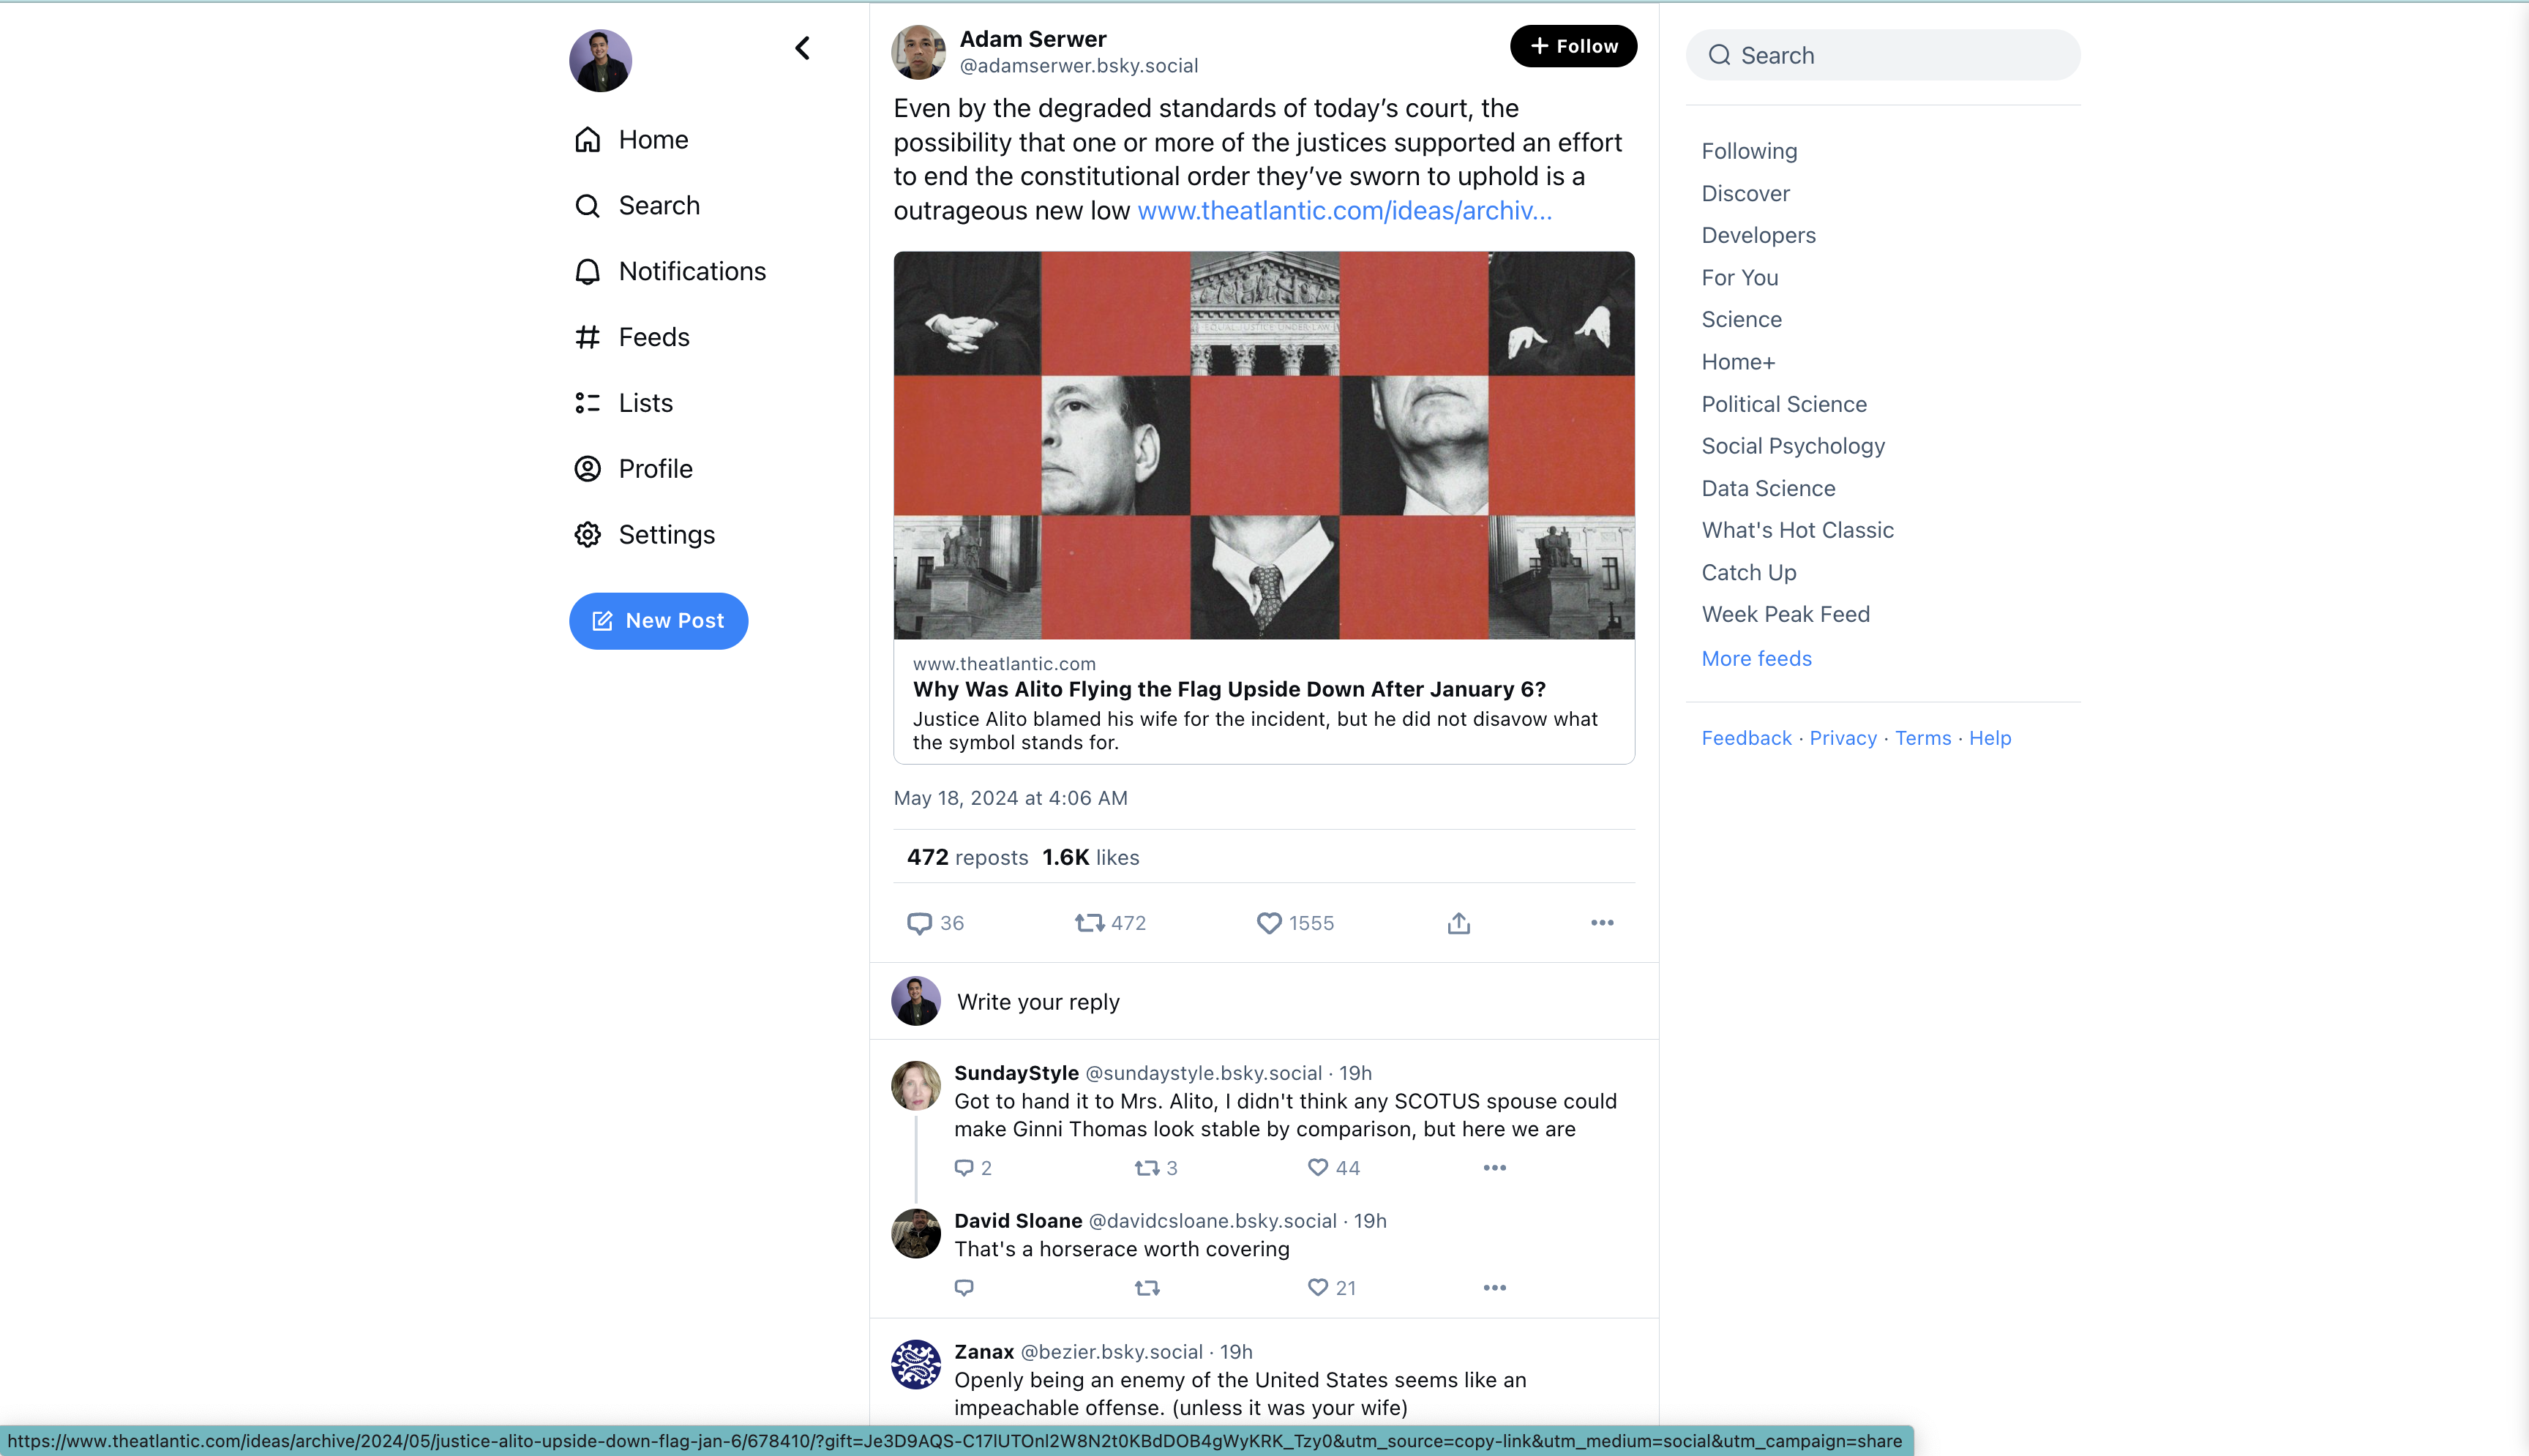 Adam Serwer
@adamserwer.bsky.social
+ Follow
Search
Home
Search
Notifications
Feeds
Lists
Profile
Settings
New Post
Even by the degraded standards of today’s court, the
possibility that one or more of the justices supported an effort
to end the constitutional order they’ve sworn to uphold is a
outrageous new low www.theatlantic.com/ideas/archiv...
EQUAL JUSTICE UNDER LAW
www.theatlantic.com
Why Was Alito Flying the Flag Upside Down After January 6?
Justice Alito blamed his wife for the incident, but he did not disavow what
the symbol stands for.
May 18, 2024 at 4:06 AM
472 reposts 1.6K likes
36 472 1555
Write your reply
SundayStyle @sundaystyle.bsky.social · 19h
Got to hand it to Mrs. Alito, I didn't think any SCOTUS spouse could
make Ginni Thomas look stable by comparison, but here we are
2 3 44
David Sloane @davidcsloane.bsky.social · 19h
That's a horserace worth covering
21
Zanax @bezier.bsky.social · 19h
Openly being an enemy of the United States seems like an
impeachable offense. (unless it was your wife)
Following
Discover
Developers
For You
Science
Home+
Political Science
Social Psychology
Data Science
What's Hot Classic
Catch Up
Week Peak Feed
More feeds
Feedback · Privacy · Terms · Help
https://www.theatlantic.com/ideas/archive/2024/05/justice-alito-upside-down-flag-jan-6/678410/?gift=Je3D9AQS-C17lUTOnl2W8N2t0KBdDOB4gWyKRK_Tzy0&utm_source=copy-link&utm_medium=social&utm_campaign=share